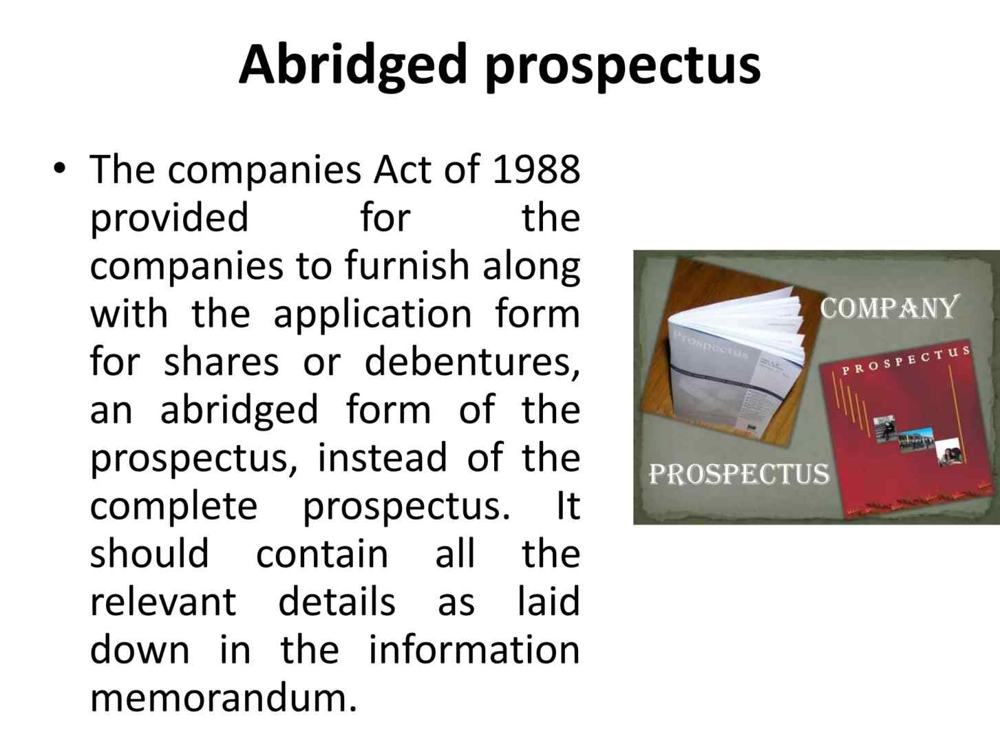 Abridged prospectus
• The companies Act of 1988
provided for the
companies to furnish along
with the application form
for shares or debentures,
an abridged form of the
prospectus, instead of the
complete prospectus. It
should contain all the
relevant details as laid
down in the information
memorandum.
COMPANY
Prospectus
PROSPECTUS
PROSPECTUS